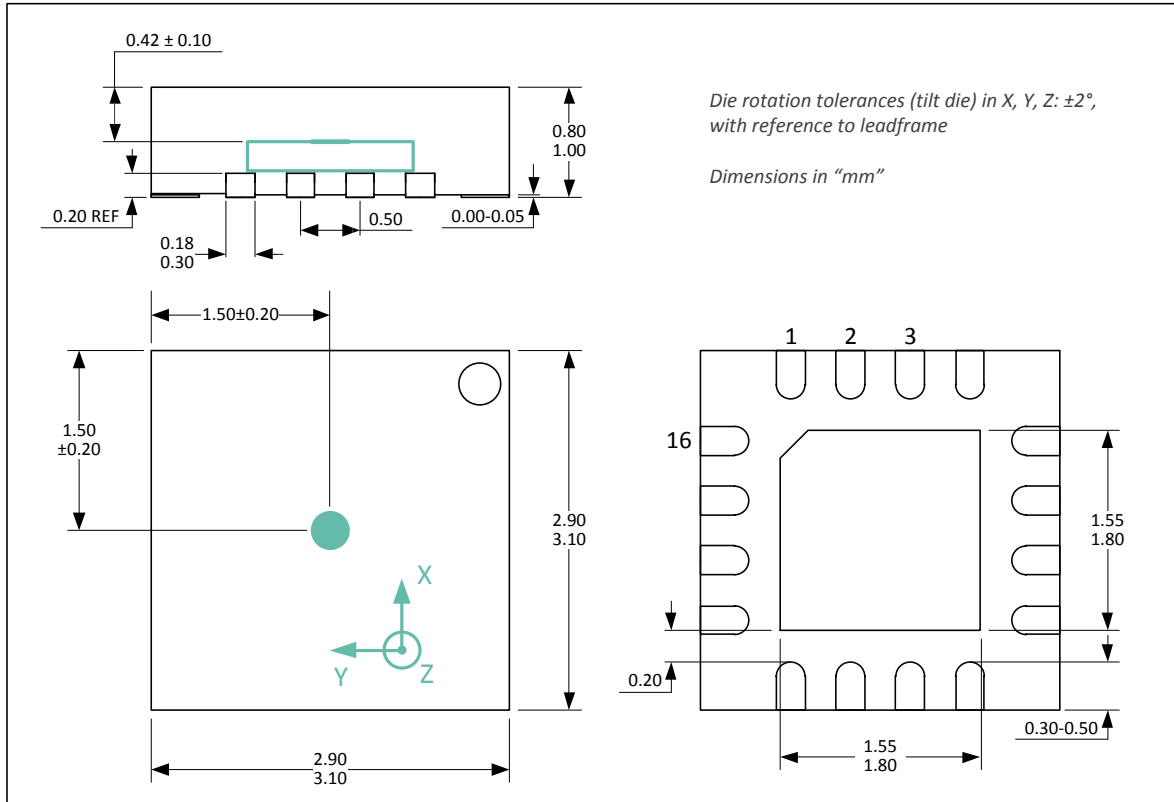 0.42 ± 0.10
Die rotation tolerances (tilt die) in X, Y, Z: ±2°,
with reference to leadframe
Dimensions in “mm”
0.80
1.00
0.20 REF
0.50
0.00-0.05
0.18
0.30
1.50±0.20
1.50
±0.20
2.90
3.10
X
Y
Z
2.90
3.10
1
2
3
16
1.55
1.80
0.20
0.30-0.50
1.55
1.80